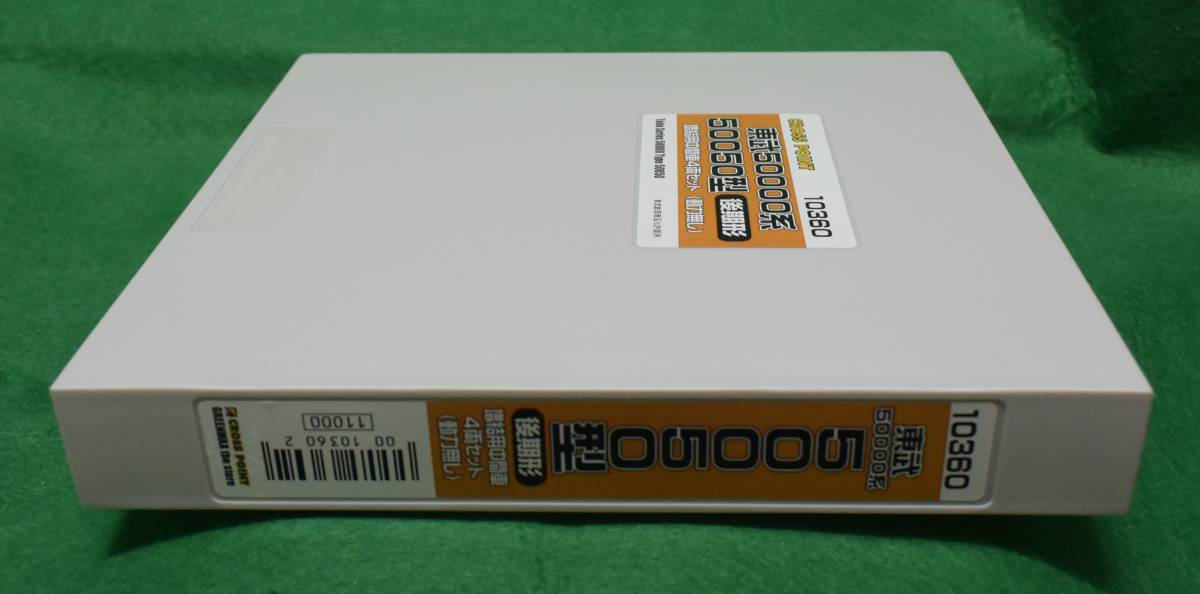 CROSS POINT
10360
東武50000系
50050型 後期形
増結用中間車4両セット(動力無し)
Tobu Series 50000 Type 50050
10360
東武
50000系
50050型
後期形
増結用中間車
4両セット
(動力無し)
11000
00 10360 2
CROSS POINT
GREENMAX the store